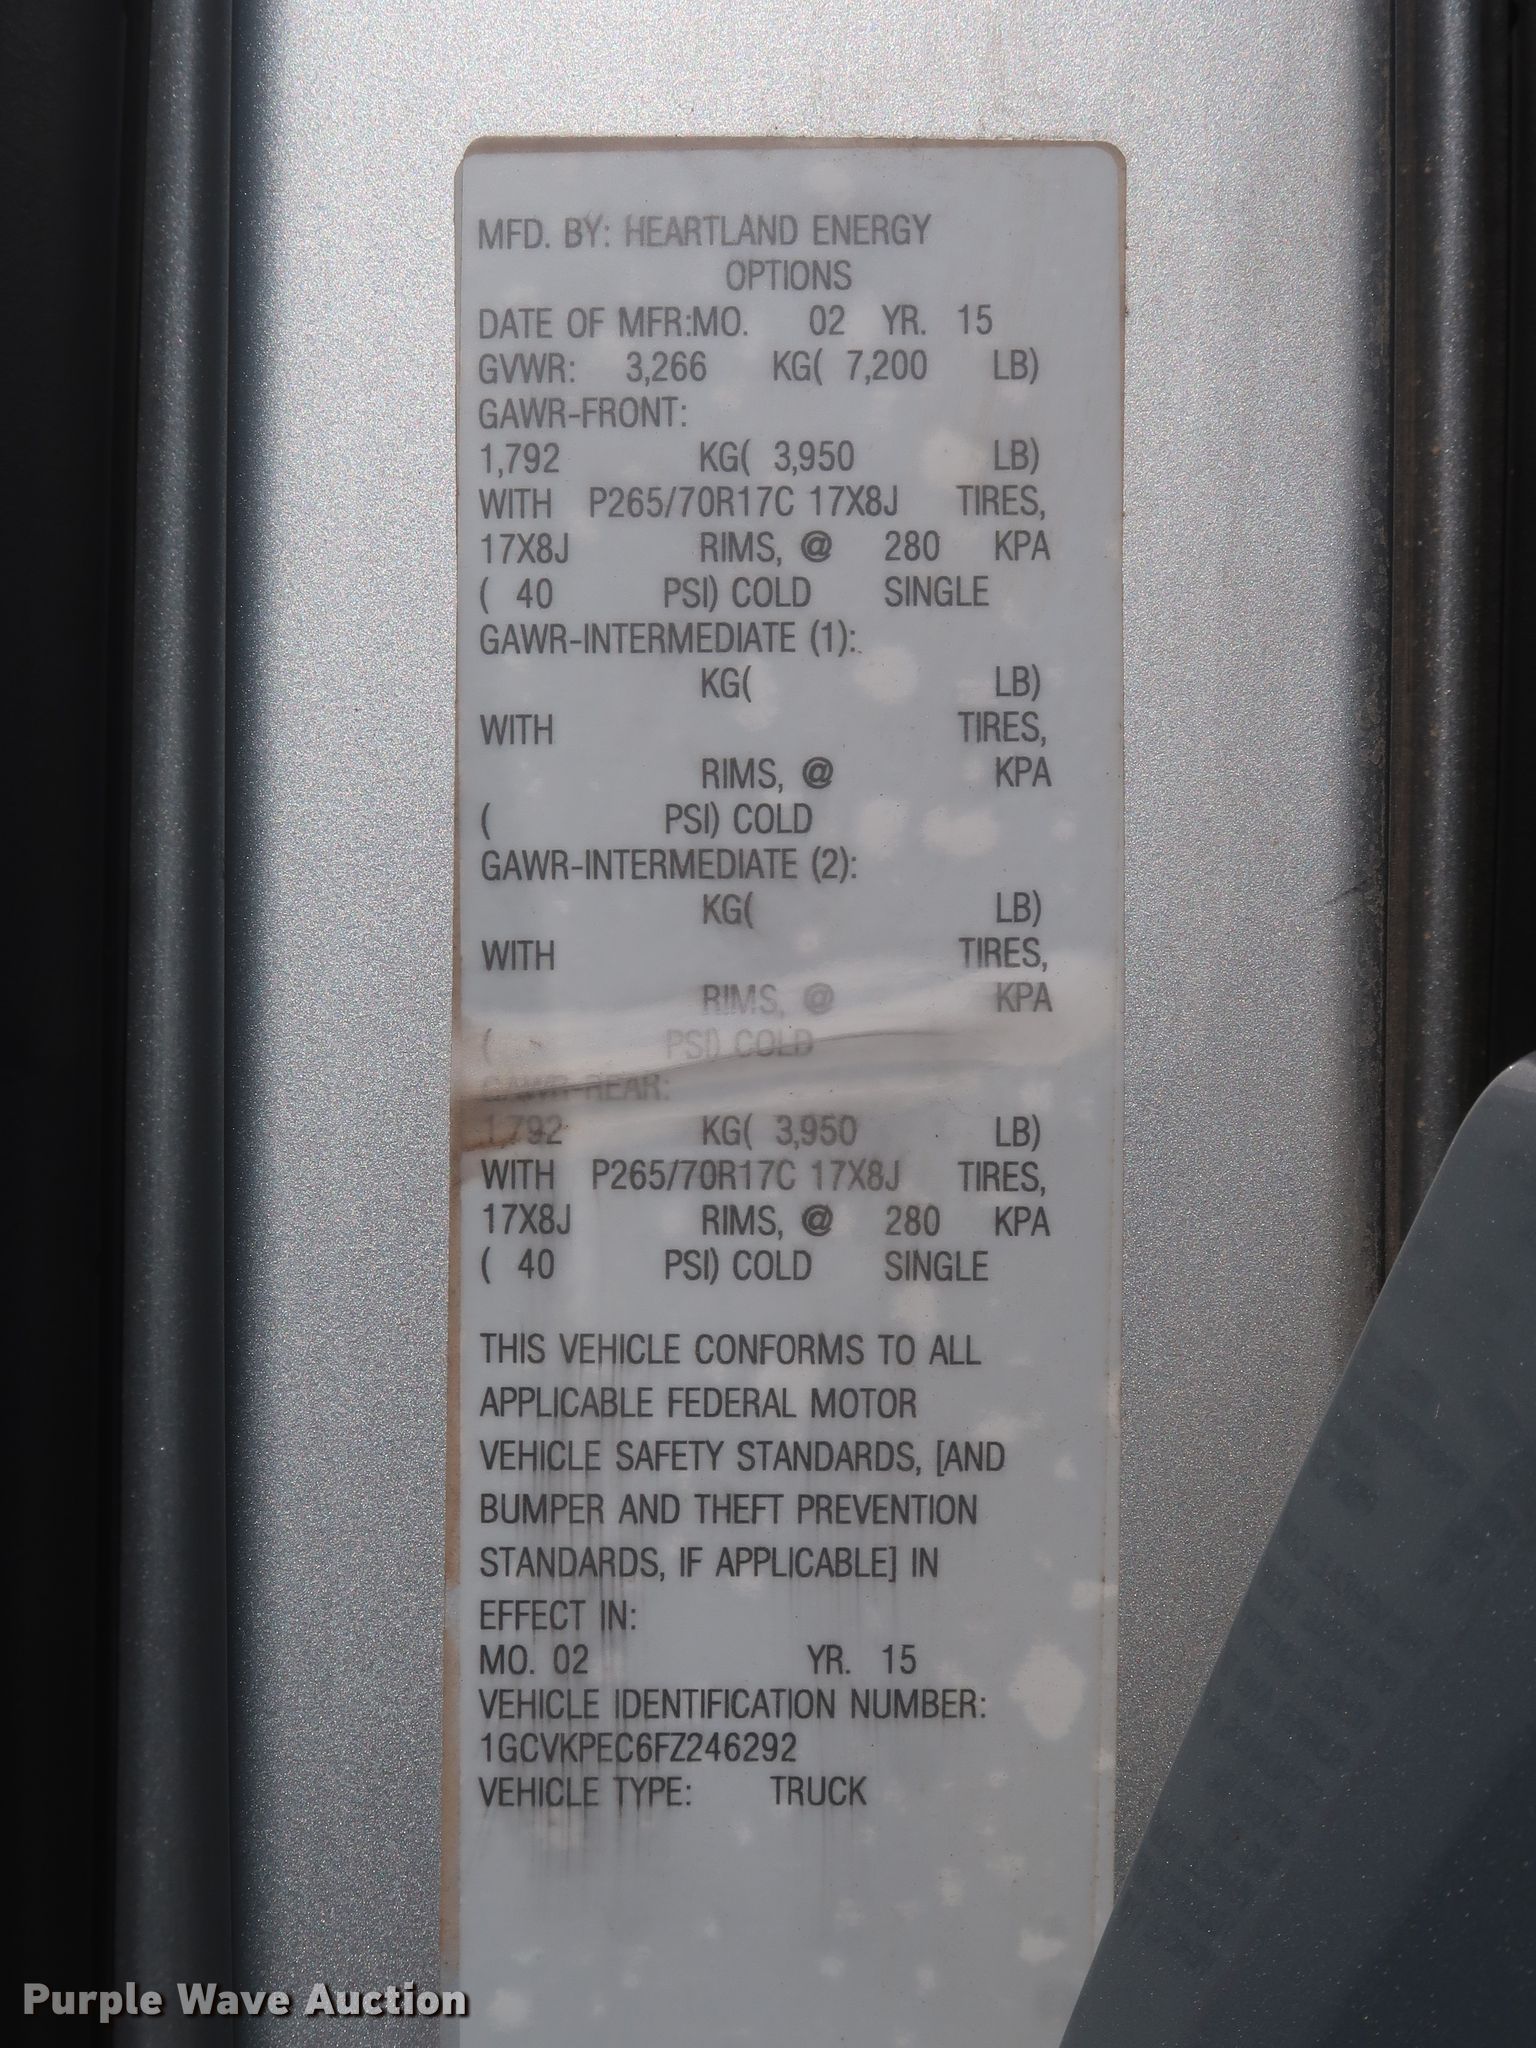 MFD. BY: HEARTLAND ENERGY
OPTIONS
DATE OF MFR:MO. 02 YR. 15
GVWR: 3,266 KG( 7,200 LB)
GAWR-FRONT:
1,792 KG( 3,950 LB)
WITH P265/70R17C 17X8J TIRES,
17X8J RIMS, @ 280 KPA
( 40 PSI) COLD SINGLE
GAWR-INTERMEDIATE (1):
KG( LB)
WITH TIRES,
RIMS, @ KPA
( PSI) COLD
GAWR-INTERMEDIATE (2):
KG( LB)
WITH TIRES,
RIMS, @ KPA
( PSI) COLD
GAWR-REAR:
1,792 KG( 3,950 LB)
WITH P265/70R17C 17X8J TIRES,
17X8J RIMS, @ 280 KPA
( 40 PSI) COLD SINGLE
THIS VEHICLE CONFORMS TO ALL
APPLICABLE FEDERAL MOTOR
VEHICLE SAFETY STANDARDS, [AND
BUMPER AND THEFT PREVENTION
STANDARDS, IF APPLICABLE] IN
EFFECT IN:
MO. 02 YR. 15
VEHICLE IDENTIFICATION NUMBER:
1GCVKPEC6FZ246292
VEHICLE TYPE: TRUCK
Purple Wave Auction